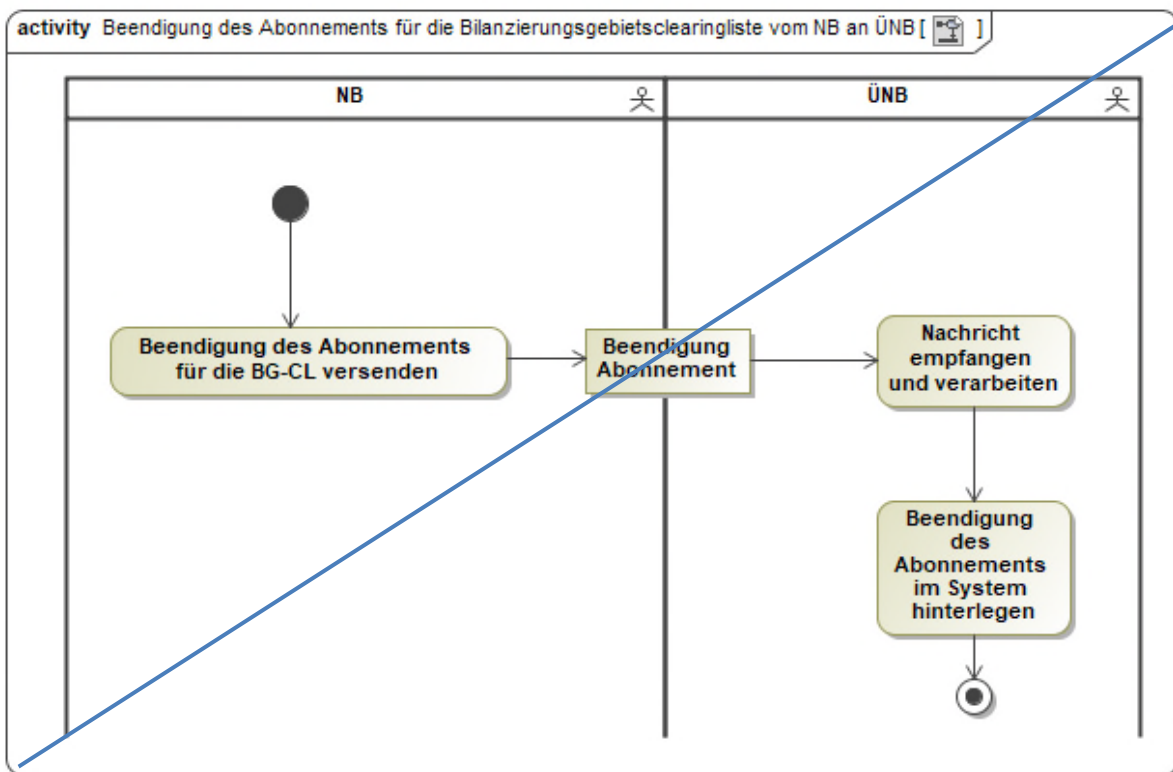 activity Beendigung des Abonnements für die Bilanzierungsgebietsclearingliste vom NB an ÜNB [ ]
NB
ÜNB
Beendigung des Abonnements
für die BG-CL versenden
Beendigung
Abonnement
Nachricht
empfangen
und verarbeiten
Beendigung
des
Abonnements
im System
hinterlegen